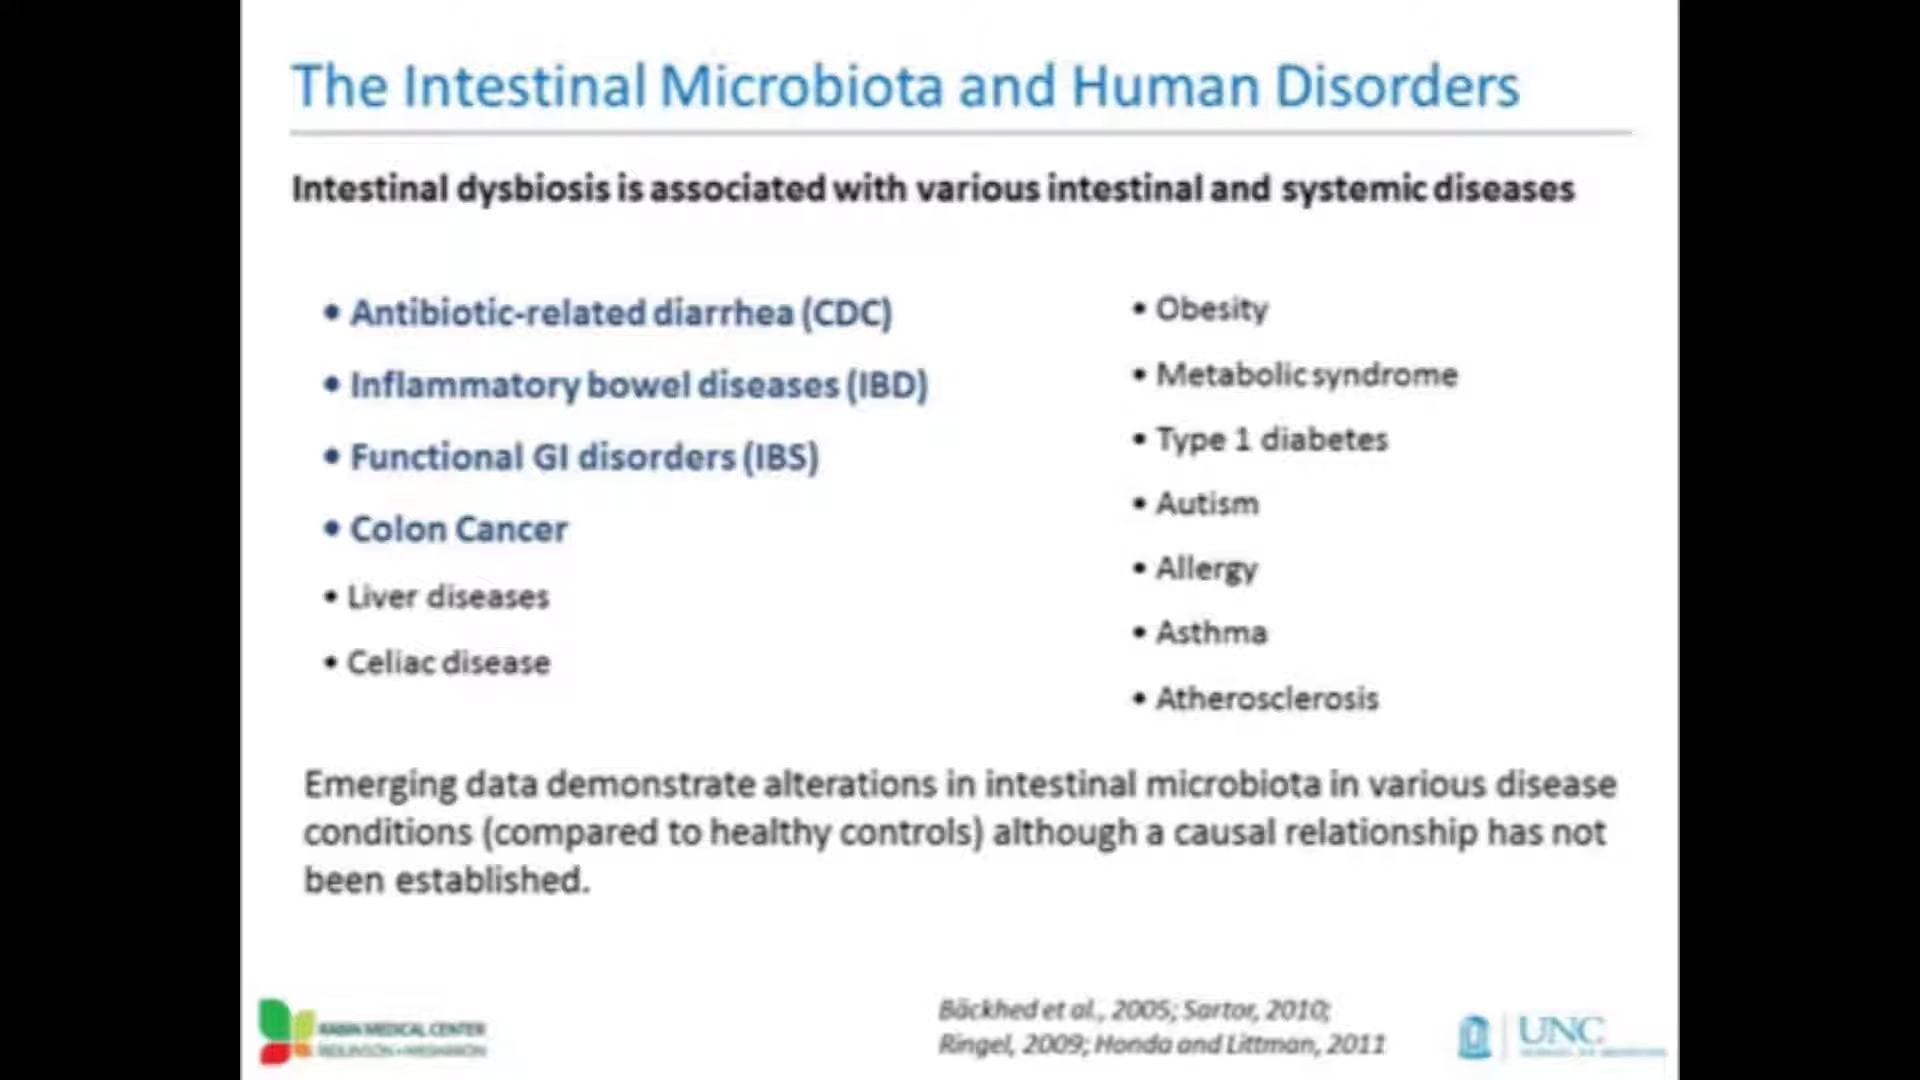 The Intestinal Microbiota and Human Disorders
Intestinal dysbiosis is associated with various intestinal and systemic diseases
• Antibiotic-related diarrhea (CDC)
• Inflammatory bowel diseases (IBD)
• Functional GI disorders (IBS)
• Colon Cancer
• Liver diseases
• Celiac disease
• Obesity
• Metabolic syndrome
• Type 1 diabetes
• Autism
• Allergy
• Asthma
• Atherosclerosis
Emerging data demonstrate alterations in intestinal microbiota in various disease
conditions (compared to healthy controls) although a causal relationship has not
been established.
RABIN MEDICAL CENTER
Bäckhed et al., 2005; Sartor, 2010;
Ringel, 2009; Honda and Littman, 2011
UNC